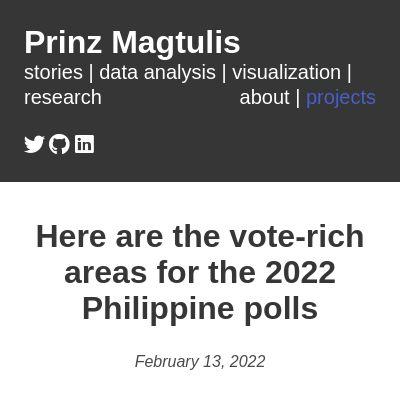 Prinz Magtulis
stories | data analysis | visualization |
research about | projects
Here are the vote-rich
areas for the 2022
Philippine polls
February 13, 2022